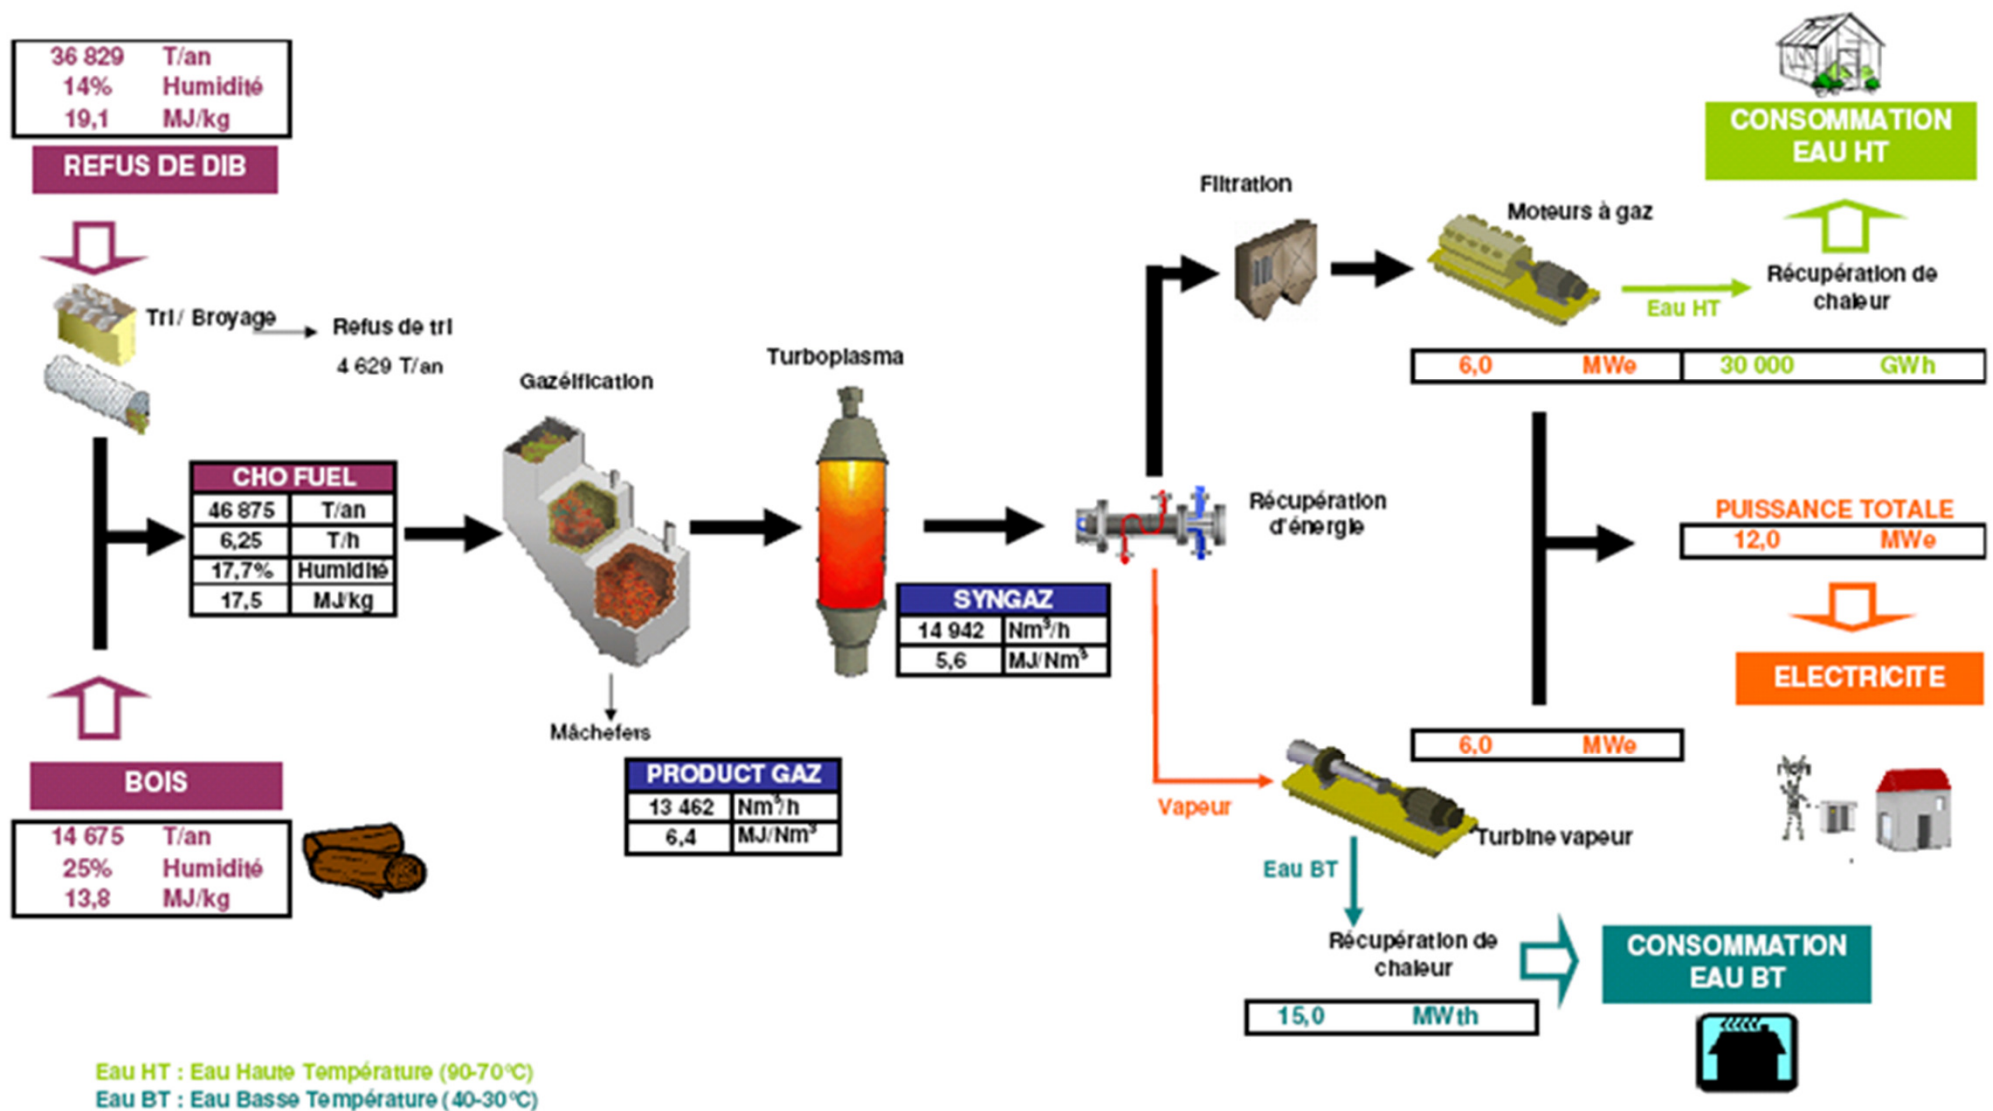 36 829 T/an
14% Humidité
19,1 MJ/kg
REFUS DE DIB
Tri / Broyage
Refus de tri
4 629 T/an
CHO FUEL
46 875 T/an
6,25 T/h
17,7% Humidité
17,5 MJ/kg
BOIS
14 675 T/an
25% Humidité
13,8 MJ/kg
Gazéification
Mâchefers
PRODUCT GAZ
13 462 Nm³/h
6,4 MJ/Nm³
Turboplasma
SYNGAZ
14 942 Nm³/h
5,6 MJ/Nm³
Récupération
d'énergie
Filtration
Moteurs à gaz
Eau HT
Récupération de
chaleur
CONSOMMATION
EAU HT
6,0 MWe 30 000 GWh
PUISSANCE TOTALE
12,0 MWe
ELECTRICITE
6,0 MWe
Vapeur
Turbine vapeur
Eau BT
Récupération de
chaleur
15,0 MWth
CONSOMMATION
EAU BT
Eau HT : Eau Haute Température (90-70°C)
Eau BT : Eau Basse Température (40-30°C)